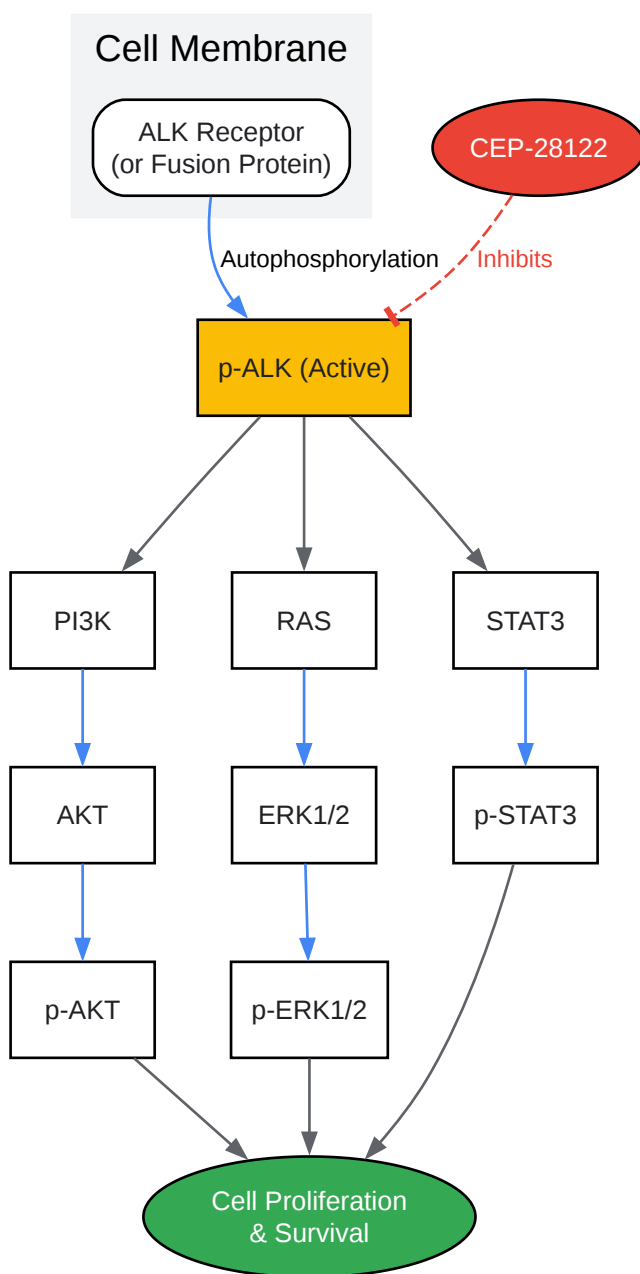 Cell Membrane
ALK Receptor
(or Fusion Protein)
CEP-28122
Autophosphorylation
Inhibits
p-ALK (Active)
PI3K
RAS
STAT3
AKT
ERK1/2
p-STAT3
p-AKT
p-ERK1/2
Cell Proliferation
& Survival